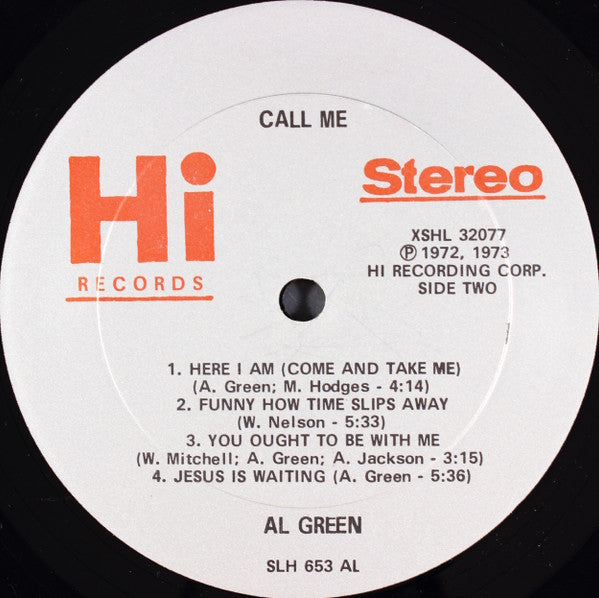 CALL ME
Hi
RECORDS
Stereo
XSHL 32077
Ⓟ 1972, 1973
HI RECORDING CORP.
SIDE TWO
1. HERE I AM (COME AND TAKE ME)
(A. Green; M. Hodges - 4:14)
2. FUNNY HOW TIME SLIPS AWAY
(W. Nelson - 5:33)
3. YOU OUGHT TO BE WITH ME
(W. Mitchell; A. Green; A. Jackson - 3:15)
4. JESUS IS WAITING (A. Green - 5:36)
AL GREEN
SLH 653 AL